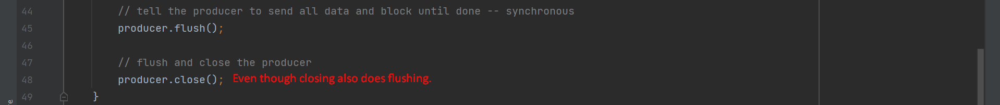 44 // tell the producer to send all data and block until done -- synchronous
45 producer.flush();
46
47 // flush and close the producer
48 producer.close(); Even though closing also does flushing.
49 }
re